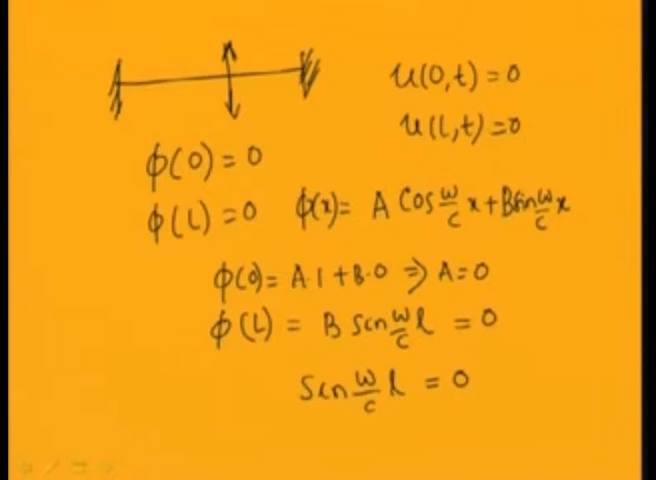 u(0,t)=0
u(l,t)=0
ϕ(0)=0
ϕ(L)=0 ϕ(x)= A Cos ω/c x+B sin ω/c x
ϕ(0)= A.1+B.0 ⇒ A=0
ϕ(L) = B sin ω/c l = 0
sin ω/c l = 0